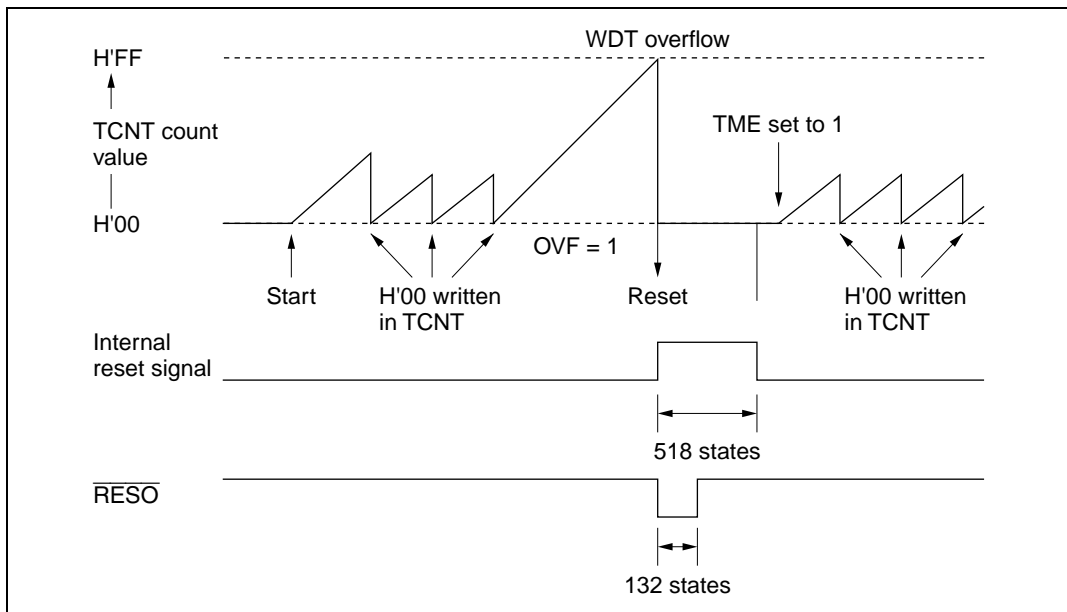 WDT overflow
H'FF
TCNT count
value
TME set to 1
H'00
OVF = 1
Start
H'00 written
in TCNT
Reset
H'00 written
in TCNT
Internal
reset signal
518 states
RESO
132 states